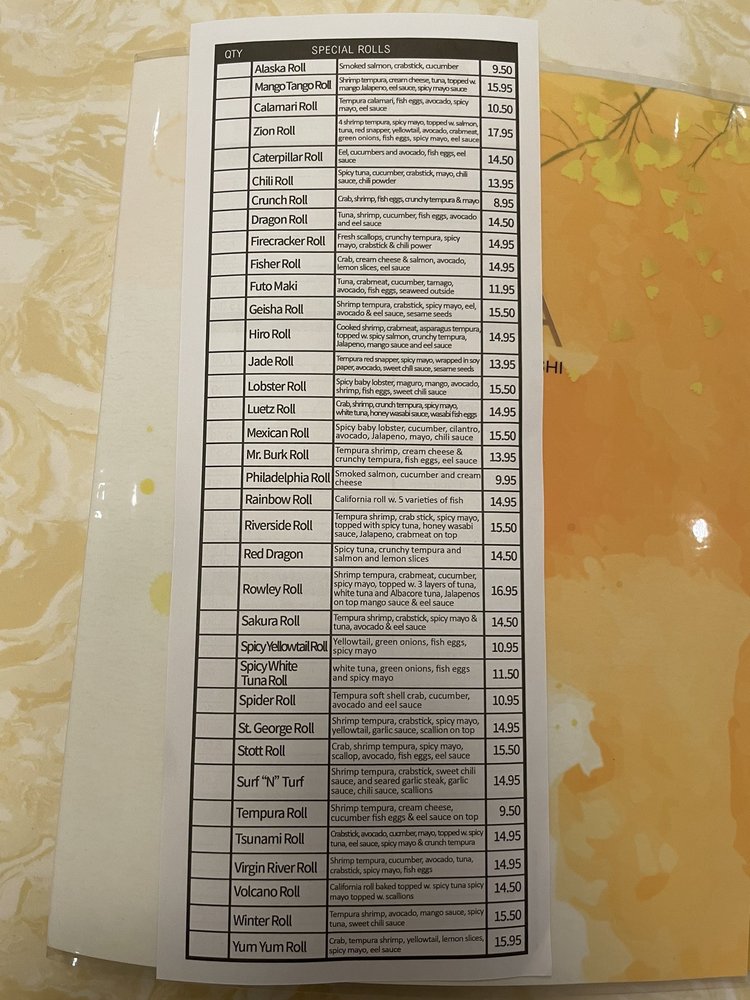 QTY SPECIAL ROLLS
Alaska Roll Smoked salmon, crabstick, cucumber 9.50
Mango Tango Roll Shrimp tempura, cream cheese, tuna, topped w. 15.95
mango Jalapeno, eel sauce, spicy mayo sauce
Calamari Roll Tempura calamari, fish eggs, avocado, spicy 10.50
mayo, eel sauce
Zion Roll 4 shrimp tempura, spicy mayo, topped w. salmon, 17.95
tuna, red snapper, yellowtail, avocado, crabmeat,
green onions, fish eggs, spicy mayo, eel sauce
Caterpillar Roll Eel, cucumbers and avocado, fish eggs, eel 14.50
sauce
Chili Roll Spicy tuna, cucumber, crabstick, mayo, chili 13.95
sauce, chili powder
Crunch Roll Crab, shrimp, fish eggs, crunchy tempura & mayo 8.95
Dragon Roll Tuna, shrimp, cucumber, fish eggs, avocado 14.50
and eel sauce
Firecracker Roll Fresh scallops, crunchy tempura, spicy 14.95
mayo, crabstick & chili power
Fisher Roll Crab, cream cheese & salmon, avocado, 14.95
lemon slices, eel sauce
Futo Maki Tuna, crabmeat, cucumber, tamago, 11.95
avocado, fish eggs, seaweed outside
Geisha Roll Shrimp tempura, crabstick, spicy mayo, eel, 15.50
avocado & eel sauce, sesame seeds
Hiro Roll Cooked shrimp, crabmeat, asparagus tempura, 14.95
topped w. spicy salmon, crunchy tempura,
Jalapeno, mango sauce and eel sauce
Jade Roll Tempura red snapper, spicy mayo, wrapped in soy 13.95
paper, avocado, sweet chili sauce, sesame seeds
Lobster Roll Spicy baby lobster, maguro, mango, avocado, 15.50
shrimp, fish eggs, sweet chili sauce
Luetz Roll Crab, shrimp, crunch tempura, spicy mayo, 14.95
white tuna, honey wasabi sauce, wasabi fish eggs
Mexican Roll Spicy baby lobster, cucumber, cilantro, 15.50
avocado, Jalapeno, mayo, chili sauce
Mr. Burk Roll Tempura shrimp, cream cheese & 13.95
crunchy tempura, fish eggs, eel sauce
Philadelphia Roll Smoked salmon, cucumber and cream 9.95
cheese
Rainbow Roll California roll w. 5 varieties of fish 14.95
Riverside Roll Tempura shrimp, crab stick, spicy mayo, 15.50
topped with spicy tuna, honey wasabi
sauce, Jalapeno, crabmeat on top
Red Dragon Spicy tuna, crunchy tempura and 14.50
salmon and lemon slices
Rowley Roll Shrimp tempura, crabmeat, cucumber, 16.95
spicy mayo, topped w. 3 layers of tuna,
white tuna and Albacore tuna, Jalapenos
on top mango sauce & eel sauce
Sakura Roll Tempura shrimp, crabstick, spicy mayo & 14.50
tuna, avocado & eel sauce
Spicy Yellowtail Roll Yellowtail, green onions, fish eggs, 10.95
spicy mayo
Spicy White white tuna, green onions, fish eggs 11.50
Tuna Roll and spicy mayo
Spider Roll Tempura soft shell crab, cucumber, 10.95
avocado and eel sauce
St. George Roll Shrimp tempura, crabstick, spicy mayo, 14.95
yellowtail, garlic sauce, scallion on top
Stott Roll Crab, shrimp tempura, spicy mayo, 15.50
scallop, avocado, fish eggs, eel sauce
Surf "N" Turf Shrimp tempura, crabstick, sweet chili 14.95
sauce, and seared garlic steak, garlic
sauce, chili sauce, scallions
Tempura Roll Shrimp tempura, cream cheese, 9.50
cucumber fish eggs & eel sauce on top
Tsunami Roll Crabstick, avocado, cucmber, mayo, topped w. spicy 14.95
tuna, eel sauce, spicy mayo & crunch tempura
Virgin River Roll Shrimp tempura, cucumber, avocado, tuna, 14.95
crabstick, spicy mayo, fish eggs
Volcano Roll California roll baked topped w. spicy tuna spicy 14.50
mayo topped w. scallions
Winter Roll Tempura shrimp, avocado, mango sauce, spicy 15.50
tuna, sweet chili sauce
Yum Yum Roll Crab, tempura shrimp, yellowtail, lemon slices, 15.95
spicy mayo, eel sauce
A
HI